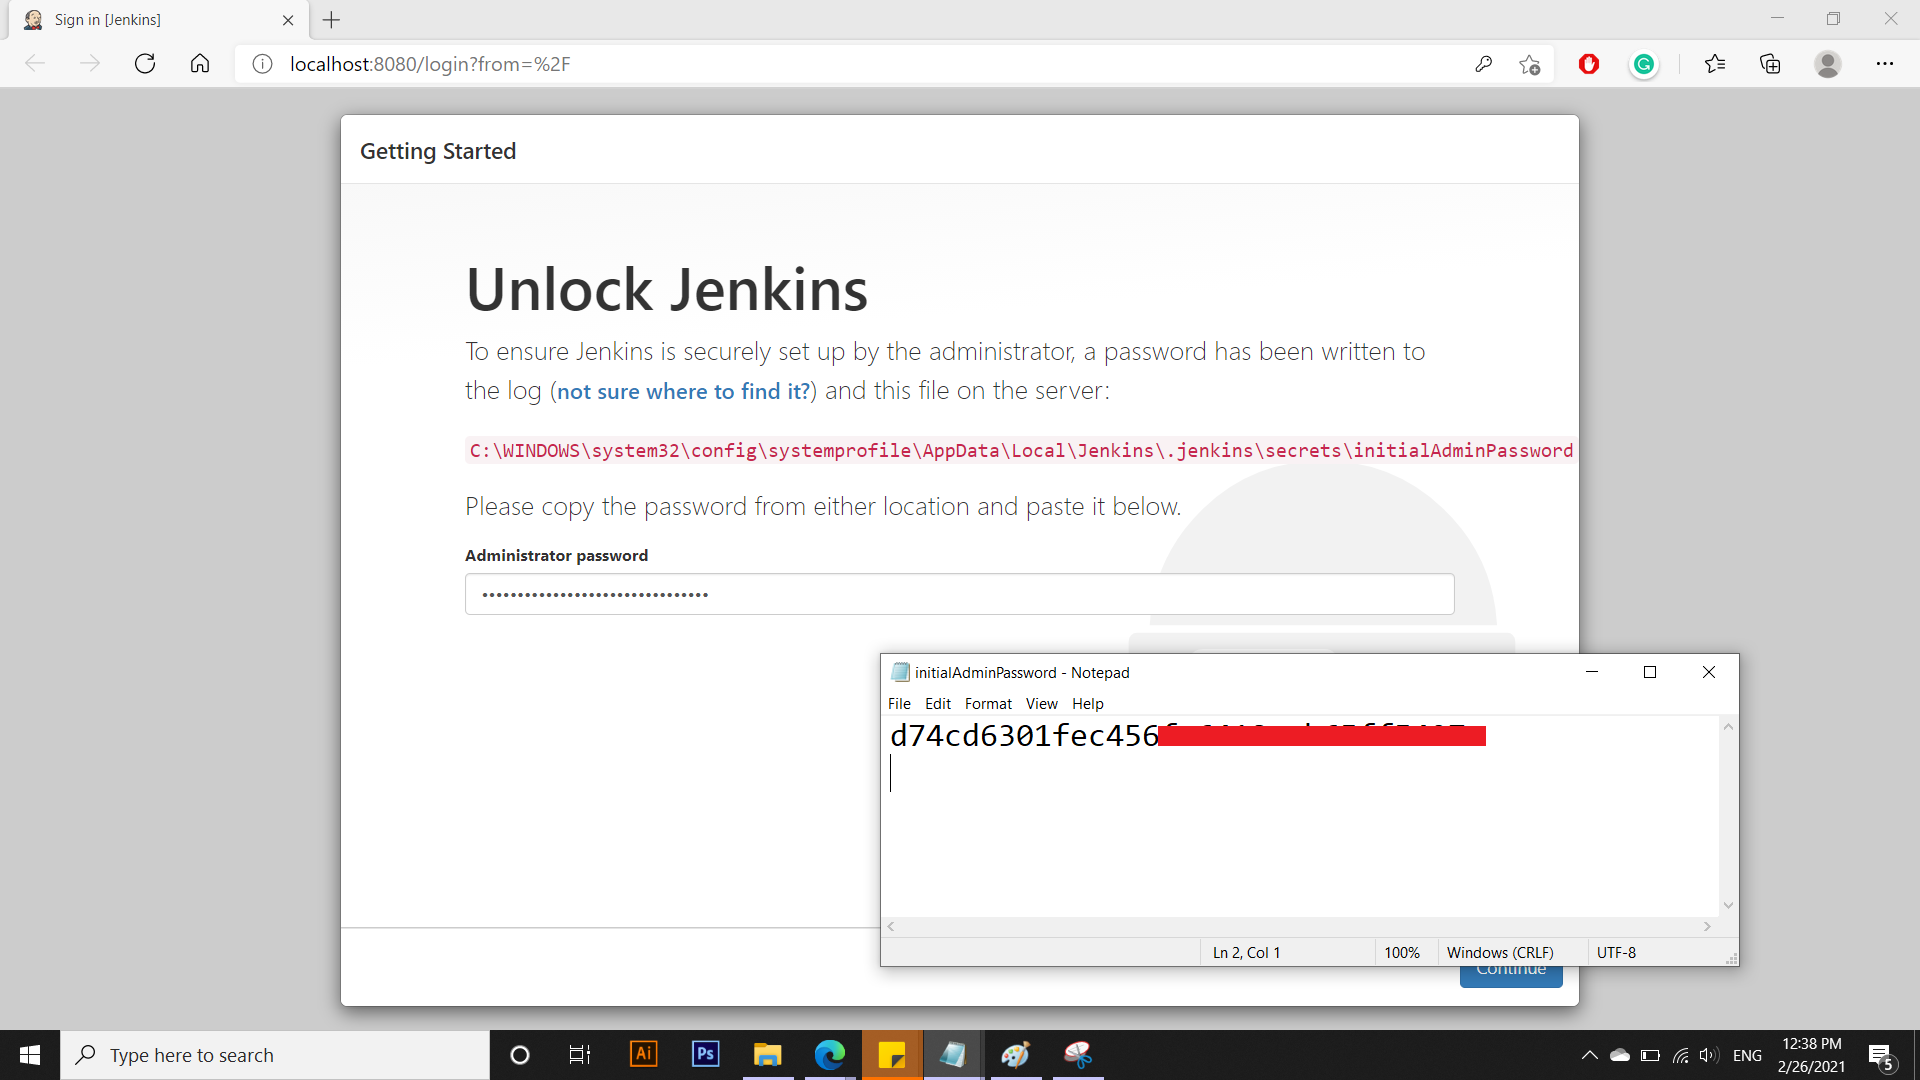 Sign in [Jenkins]
localhost:8080/login?from=%2F
Getting Started
Unlock Jenkins
To ensure Jenkins is securely set up by the administrator, a password has been written to
the log (not sure where to find it?) and this file on the server:
C:\WINDOWS\system32\config\systemprofile\AppData\Local\Jenkins\.jenkins\secrets\initialAdminPassword
Please copy the password from either location and paste it below.
Administrator password
initialAdminPassword - Notepad
File Edit Format View Help
d74cd6301fec456
Ln 2, Col 1 100% Windows (CRLF) UTF-8
Continue
Type here to search
Ai
Ps
ENG
12:38 PM
2/26/2021
5